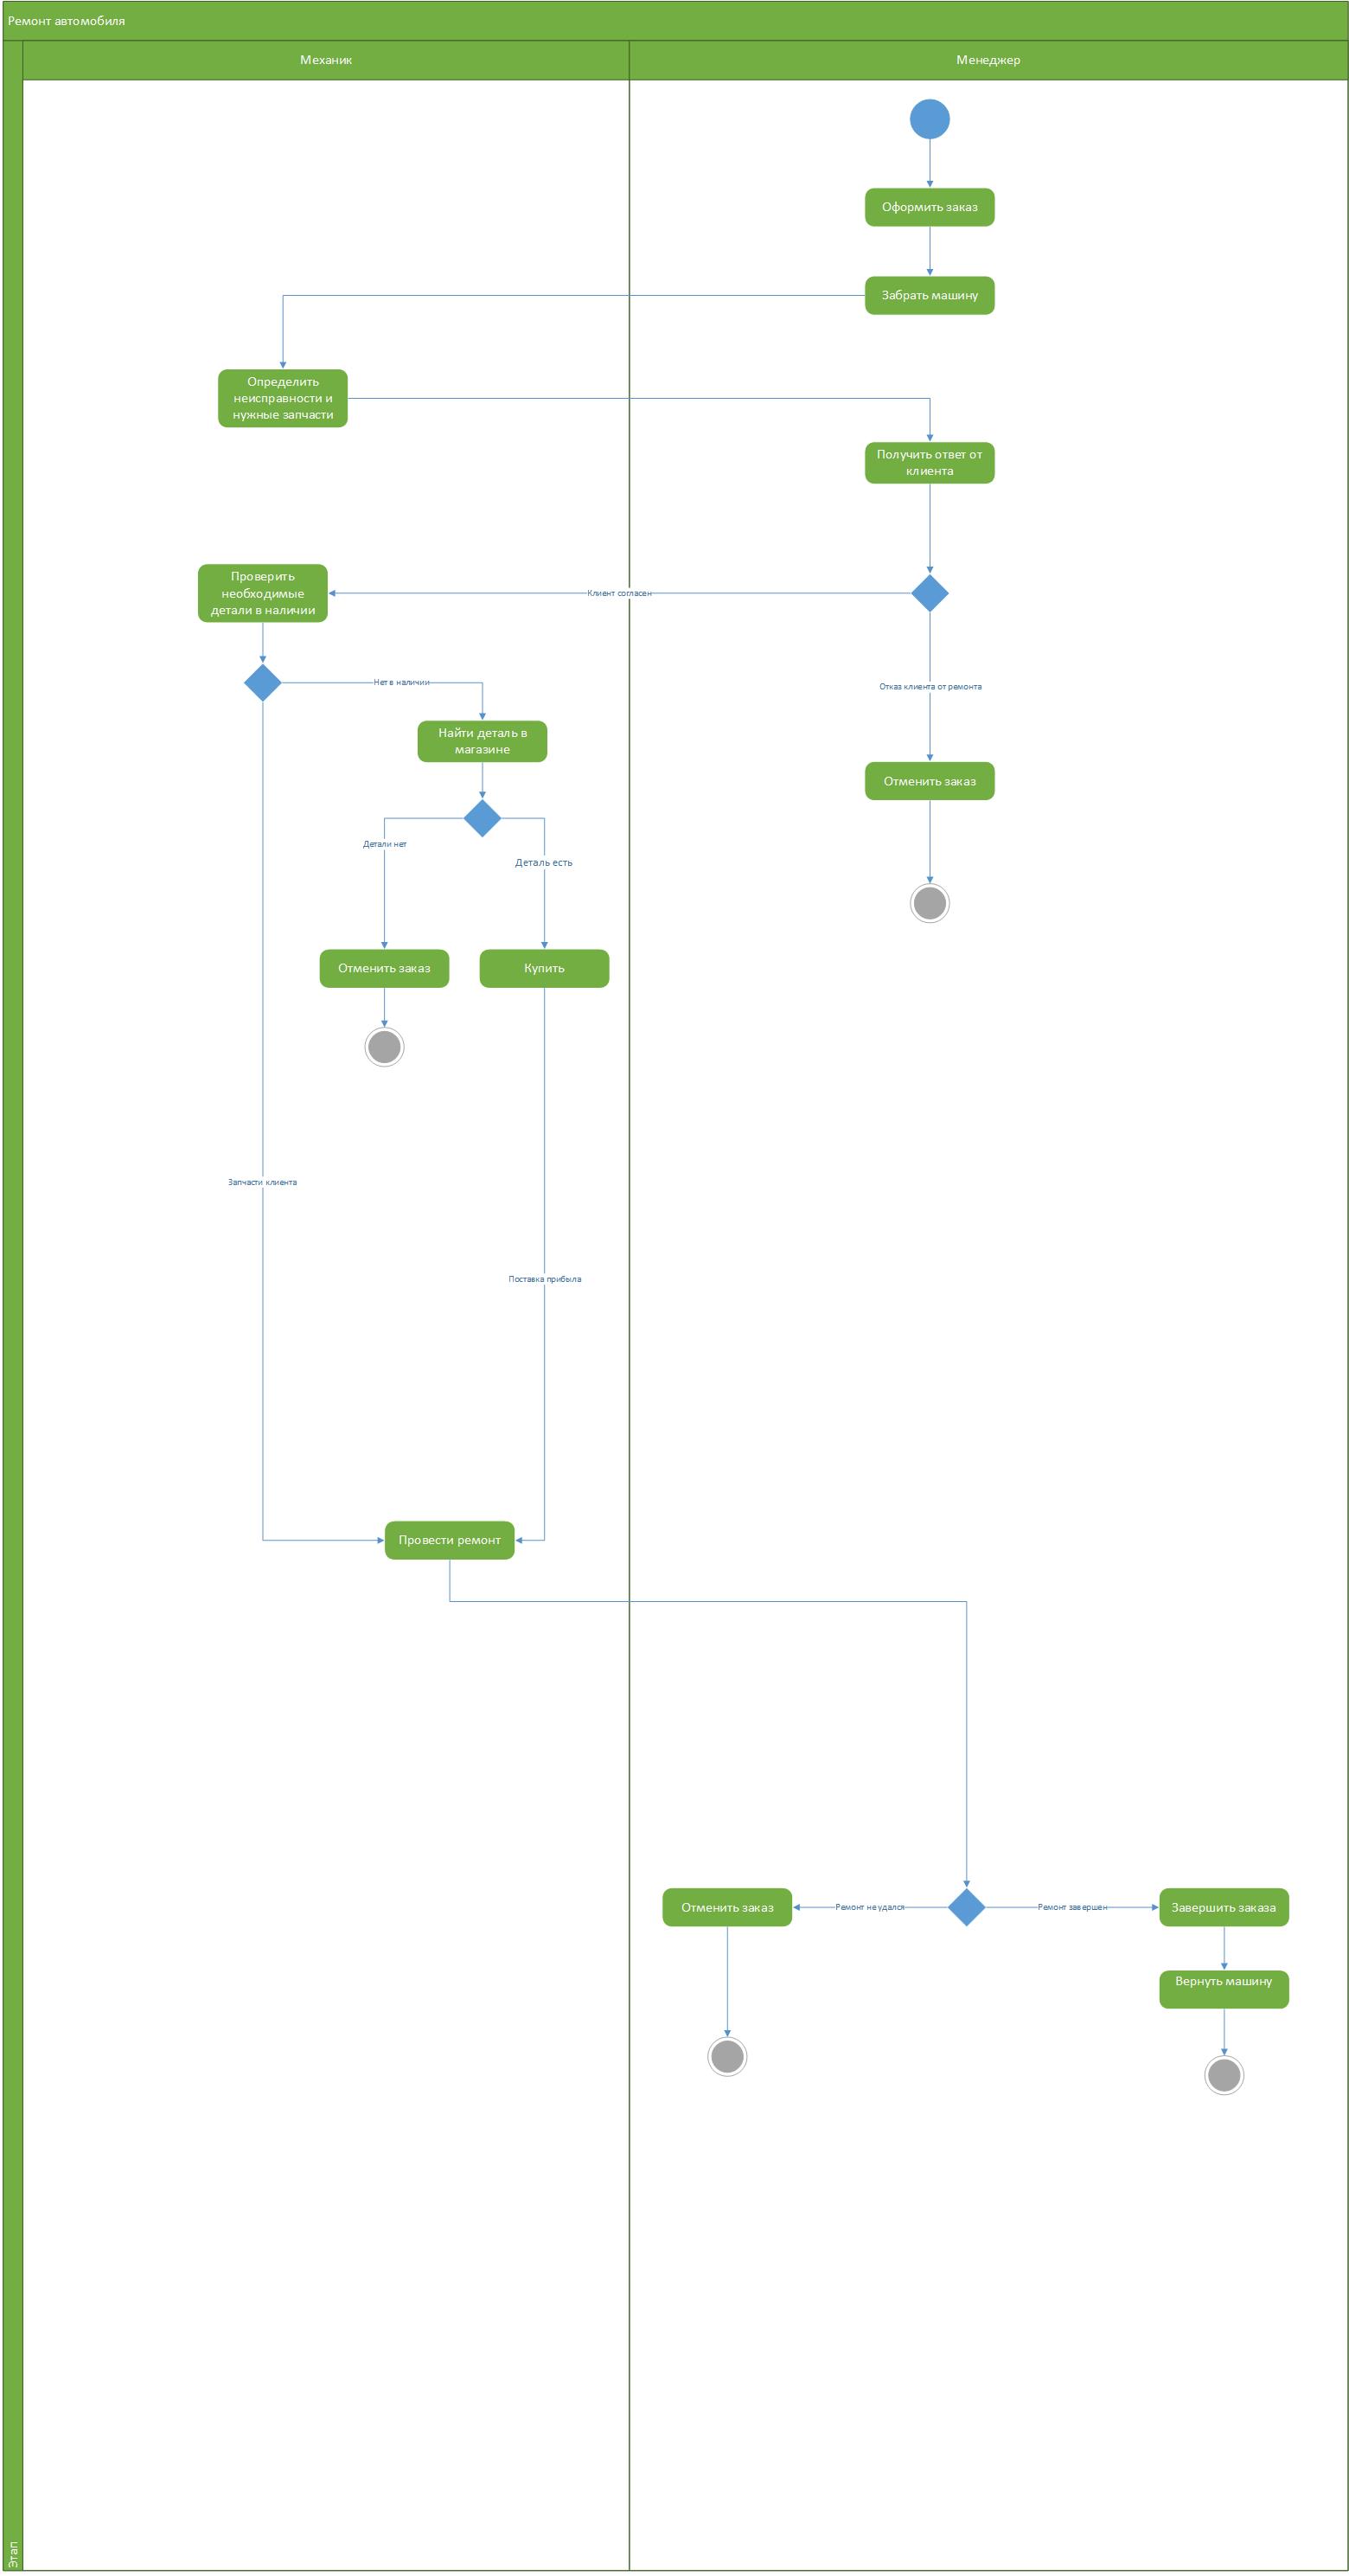 Ремонт автомобиля
Механик
Менеджер
Оформить заказ
Забрать машину
Определить
неисправности и
нужные запчасти
Получить ответ от
клиента
Проверить
необходимые
детали в наличии
Клиент согласен
Нет в наличии
Отказ клиента от ремонта
Найти деталь в
магазине
Отменить заказ
Детали нет
Деталь есть
Отменить заказ
Купить
Запчасти клиента
Поставка прибыла
Провести ремонт
Отменить заказ
Ремонт не удался
Ремонт завершен
Завершить заказа
Вернуть машину
Этап